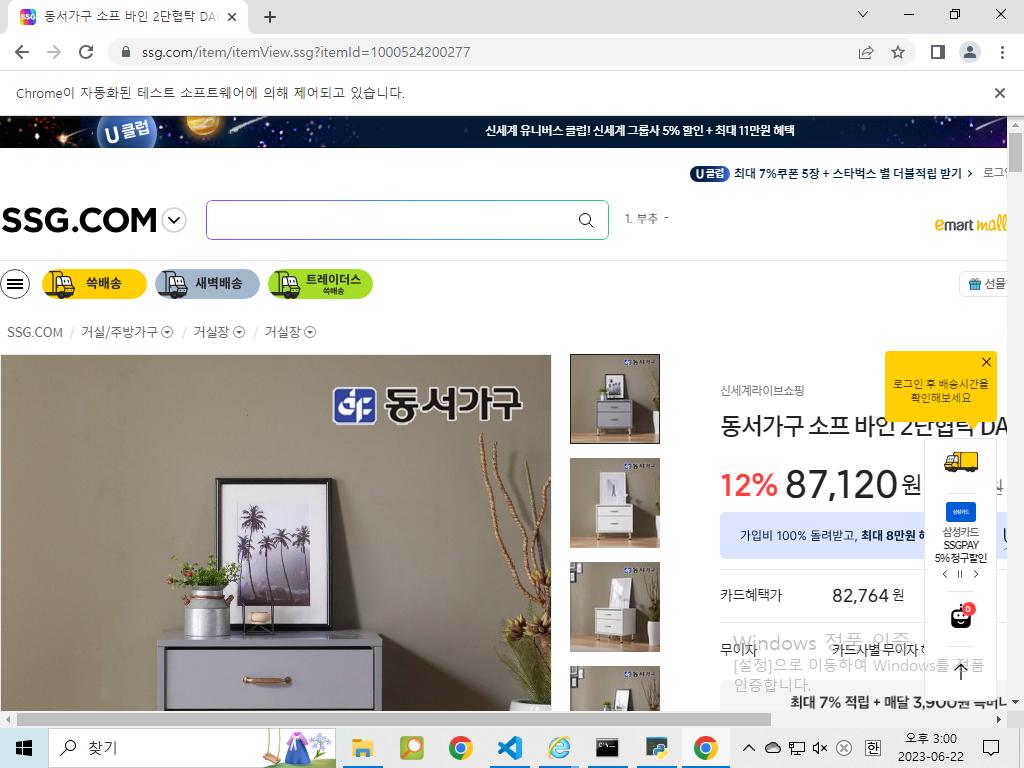 동서가구 소프 바인 2단협탁 DA
ssg.com/item/itemView.ssg?itemId=1000524200277
Chrome이 자동화된 테스트 소프트웨어에 의해 제어되고 있습니다.
U 클럽
신세계 유니버스 클럽! 신세계 그룹사 5% 할인 + 최대 11만원 혜택
U 클럽 최대 7%쿠폰 5장 + 스타벅스 별 더블적립 받기 > 로그인
SSG.COM
1. 부추 -
emart mall
쓱배송
새벽배송
트레이더스
쓱배송
선물
SSG.COM / 거실/주방가구 / 거실장 / 거실장
동서가구
로그인 후 배송시간을
확인해보세요
신세계라이브쇼핑
동서가구 소프 바인 2단협탁 DA
12% 87,120원
원
삼성카드
가입비 100% 돌려받고, 최대 8만원
삼성카드
SSGPAY
5% 청구할인
카드혜택가 82,764 원
0
무이자 카드사별 무이자
Windows 정품 인증
[설정]으로 이동하여 Windows를 정품
인증합니다.
최대 7% 적립 + 매달 3,900원
찾기
한
오후 3:00
2023-06-22